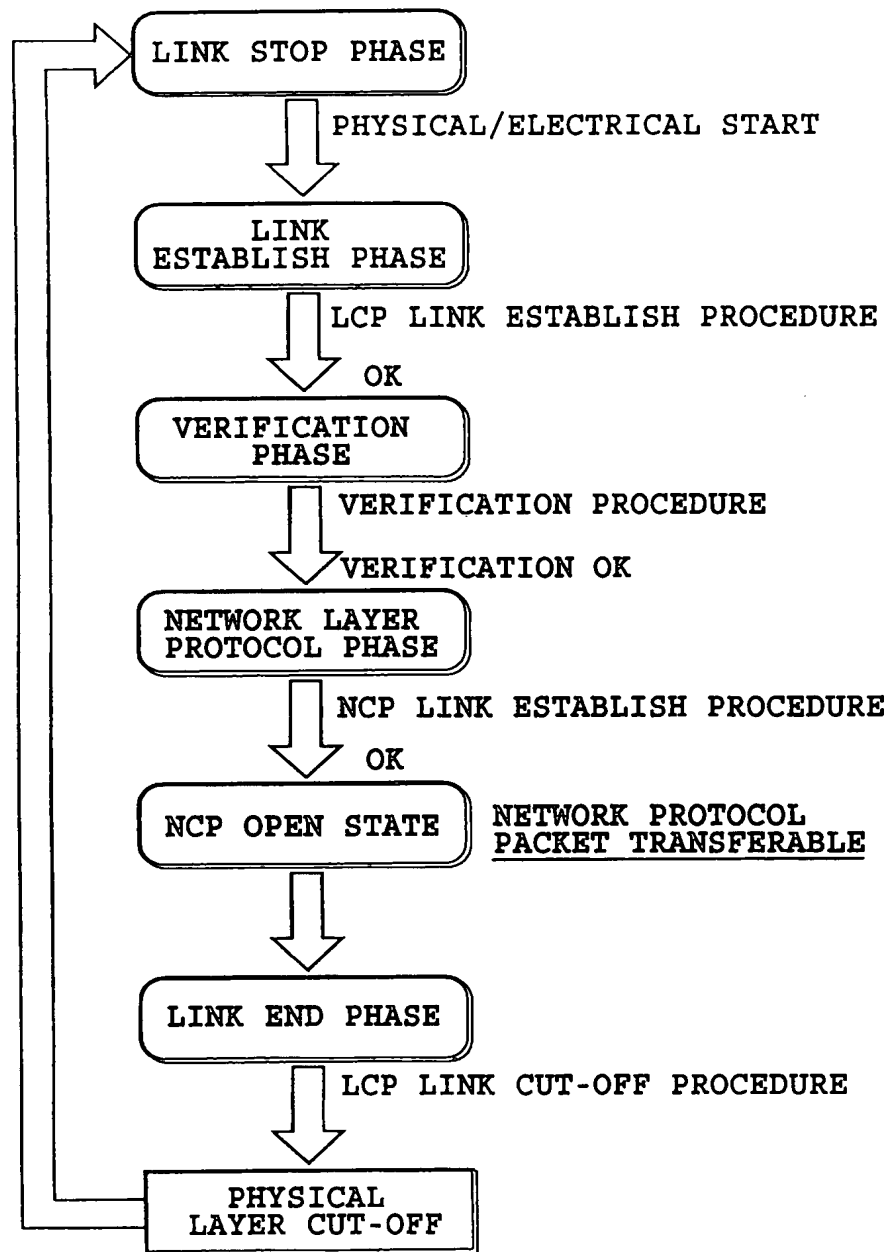 LINK STOP PHASE
PHYSICAL/ELECTRICAL START
LINK
ESTABLISH PHASE
LCP LINK ESTABLISH PROCEDURE
OK
VERIFICATION
PHASE
VERIFICATION PROCEDURE
VERIFICATION OK
NETWORK LAYER
PROTOCOL PHASE
NCP LINK ESTABLISH PROCEDURE
OK
NCP OPEN STATE
NETWORK PROTOCOL
PACKET TRANSFERABLE
LINK END PHASE
LCP LINK CUT-OFF PROCEDURE
PHYSICAL
LAYER CUT-OFF